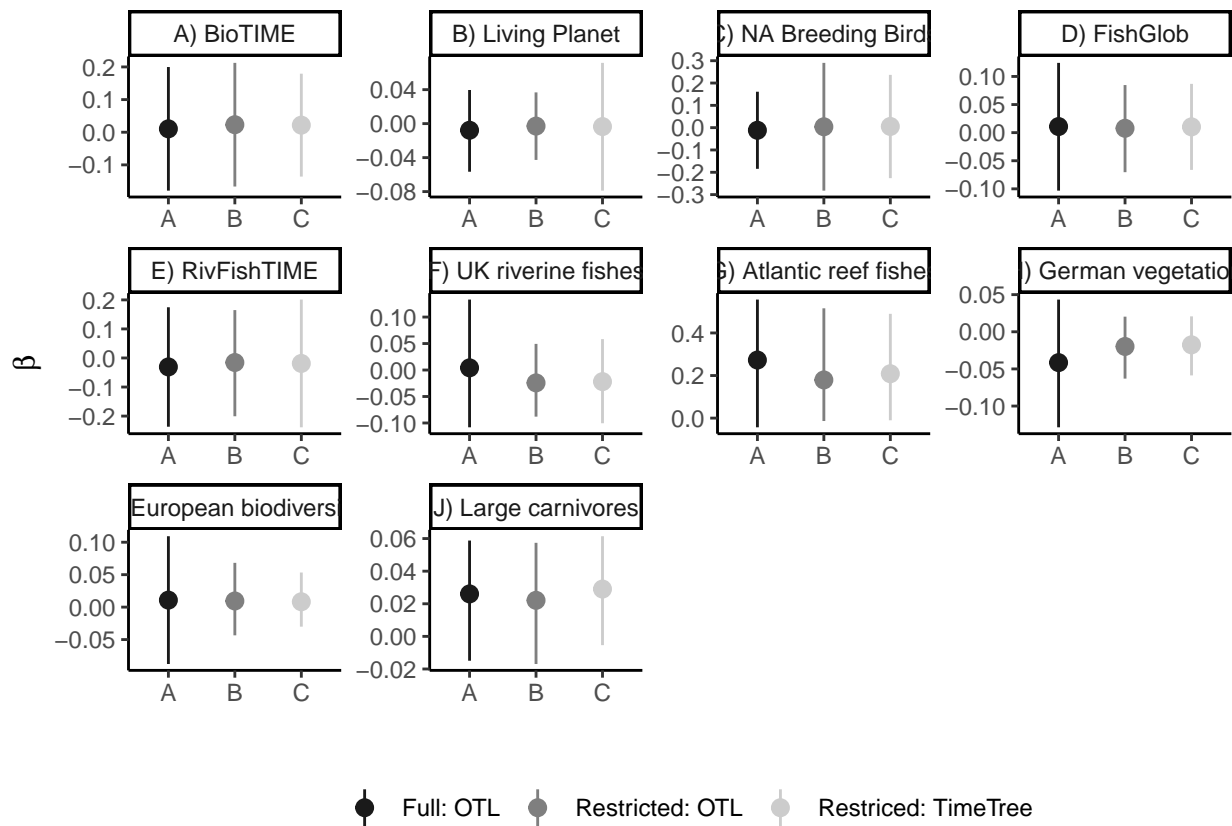 A) BioTIME
B) Living Planet
C) NA Breeding Bird
D) FishGlob
0.2
0.1
0.0
−0.1
0.04
0.00
−0.04
−0.08
0.3
0.2
0.1
0.0
−0.1
−0.2
−0.3
0.10
0.05
0.00
−0.05
−0.10
A B C
A B C
A B C
A B C
E) RivFishTIME
F) UK riverine fishes
G) Atlantic reef fishe
) German vegetatio
0.2
0.1
0.0
−0.1
−0.2
0.10
0.05
0.00
−0.05
−0.10
0.4
0.2
0.0
0.05
0.00
−0.05
−0.10
A B C
A B C
A B C
A B C
β
European biodiversi
J) Large carnivores
0.10
0.05
0.00
−0.05
0.06
0.04
0.02
0.00
−0.02
A B C
A B C
Full: OTL Restricted: OTL Restriced: TimeTree